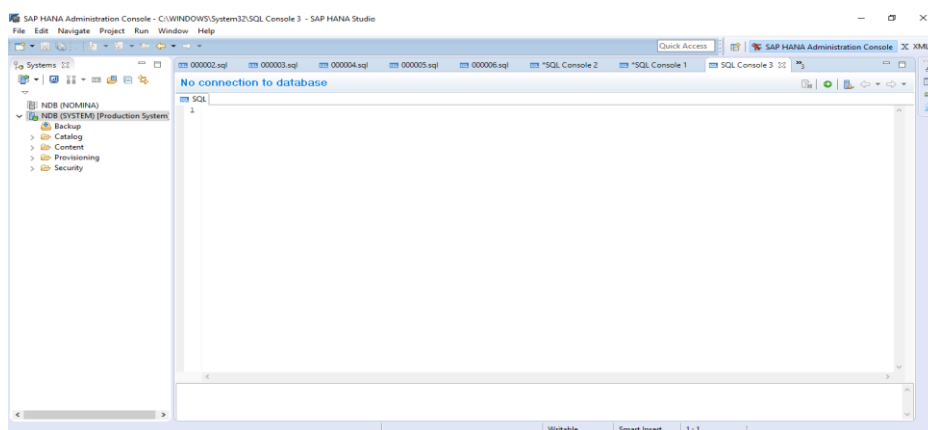 SAP HANA Administration Console - C:\WINDOWS\System32\SQL Console 3 - SAP HANA Studio
File Edit Navigate Project Run Window Help
Quick Access
SAP HANA Administration Console
XML
Systems
000002.sql
000003.sql
000004.sql
000005.sql
000006.sql
*SQL Console 2
*SQL Console 1
SQL Console 3
»3
No connection to database
SQL
1
NDB (NOMINA)
NDB (SYSTEM) [Production System]
Backup
Catalog
Content
Provisioning
Security
Writable
Smart Insert
1 : 1